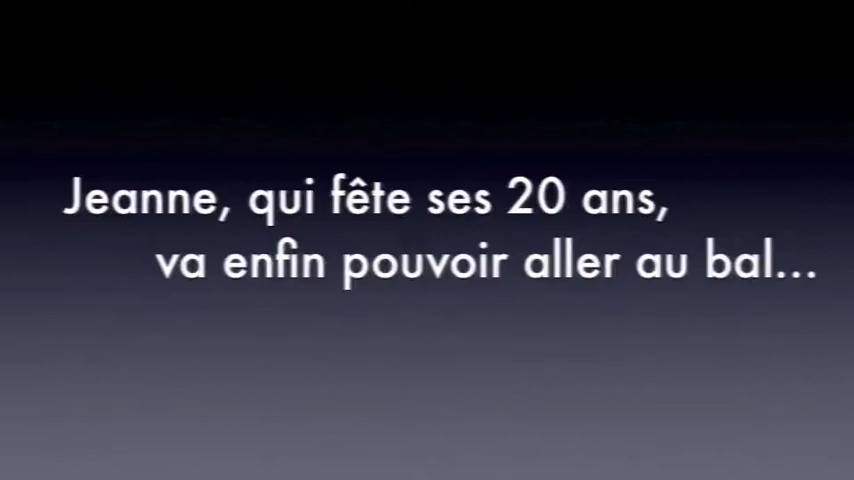 Jeanne, qui fête ses 20 ans,
va enfin pouvoir aller au bal...